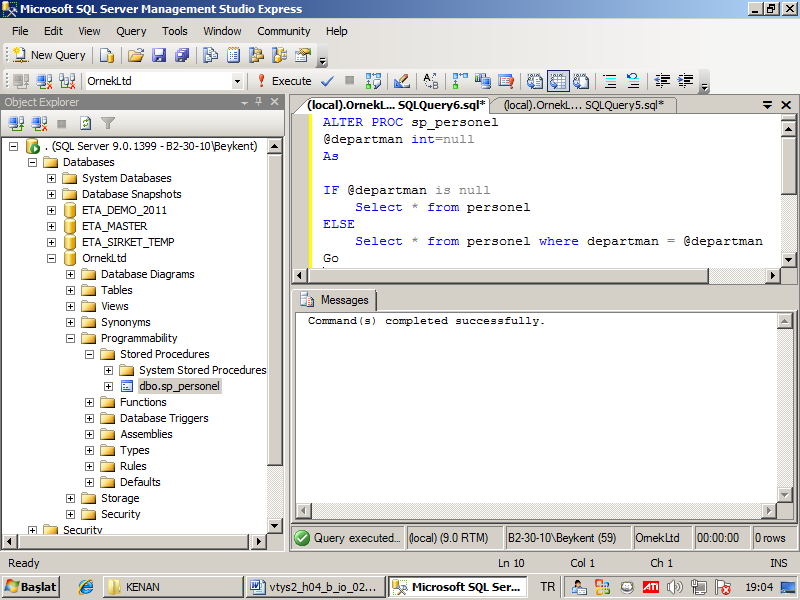 Microsoft SQL Server Management Studio Express
File Edit View Query Tools Window Community Help
New Query
OrnekLtd Execute
Object Explorer
. (SQL Server 9.0.1399 - B2-30-10\Beykent)
Databases
System Databases
Database Snapshots
ETA_DEMO_2011
ETA_MASTER
ETA_SIRKET_TEMP
OrnekLtd
Database Diagrams
Tables
Views
Synonyms
Programmability
Stored Procedures
System Stored Procedures
dbo.sp_personel
Functions
Database Triggers
Assemblies
Types
Rules
Defaults
Storage
Security
Security
(local).OrnekL... SQLQuery6.sql* (local).OrnekL... SQLQuery5.sql*
ALTER PROC sp_personel
@departman int=null
As
IF @departman is null
Select * from personel
ELSE
Select * from personel where departman = @departman
Go
Messages
Command(s) completed successfully.
Query executed... (local) (9.0 RTM) B2-30-10\Beykent (59) OrnekLtd 00:00:00 0 rows
Ready Ln 10 Col 1 Ch 1 INS
Başlat KENAN vtys2_h04_b_io_02... Microsoft SQL Ser... TR ATI 19:04